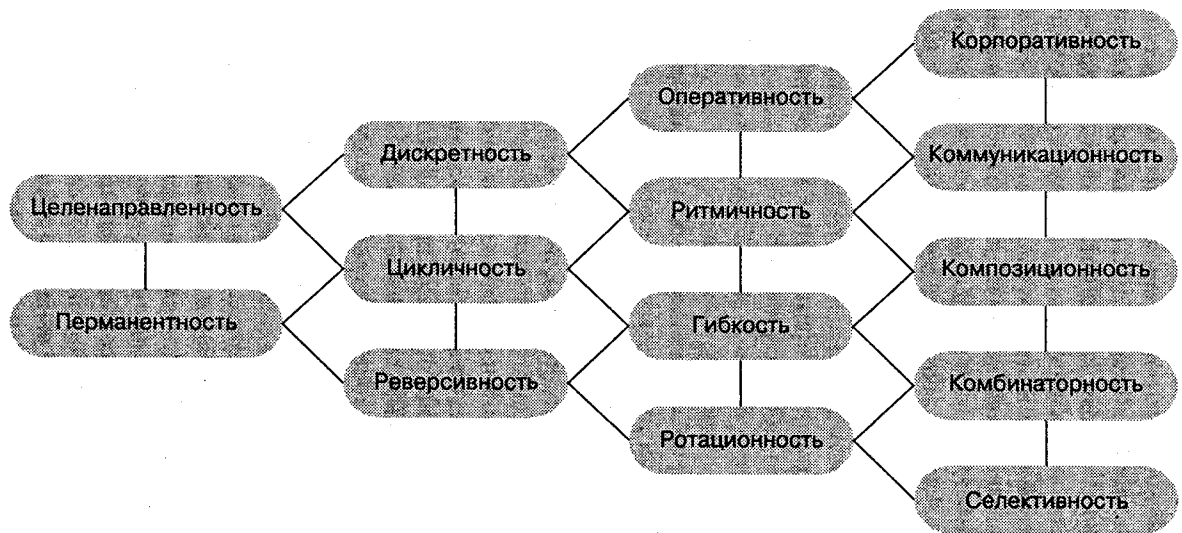 Целенаправленность
Перманентность
Дискретность
Цикличность
Реверсивность
Оперативность
Ритмичность
Гибкость
Ротационность
Корпоративность
Коммуникационность
Композиционность
Комбинаторность
Селективность